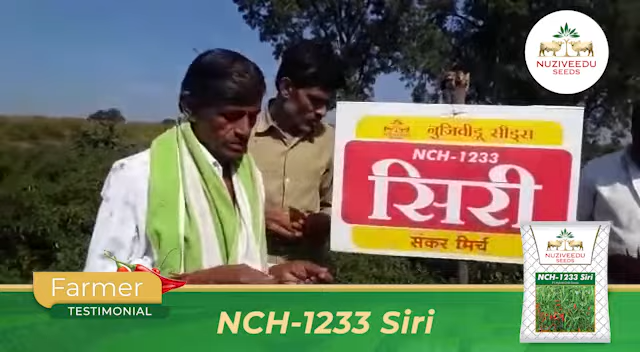 NUZIVEEDU
SEEDS
नुजिवीडू सीड्स
NCH-1233
सिरी
संकर मिर्च
NUZIVEEDU
SEEDS
NCH-1233 Siri
Farmer
TESTIMONIAL
NCH-1233 Siri